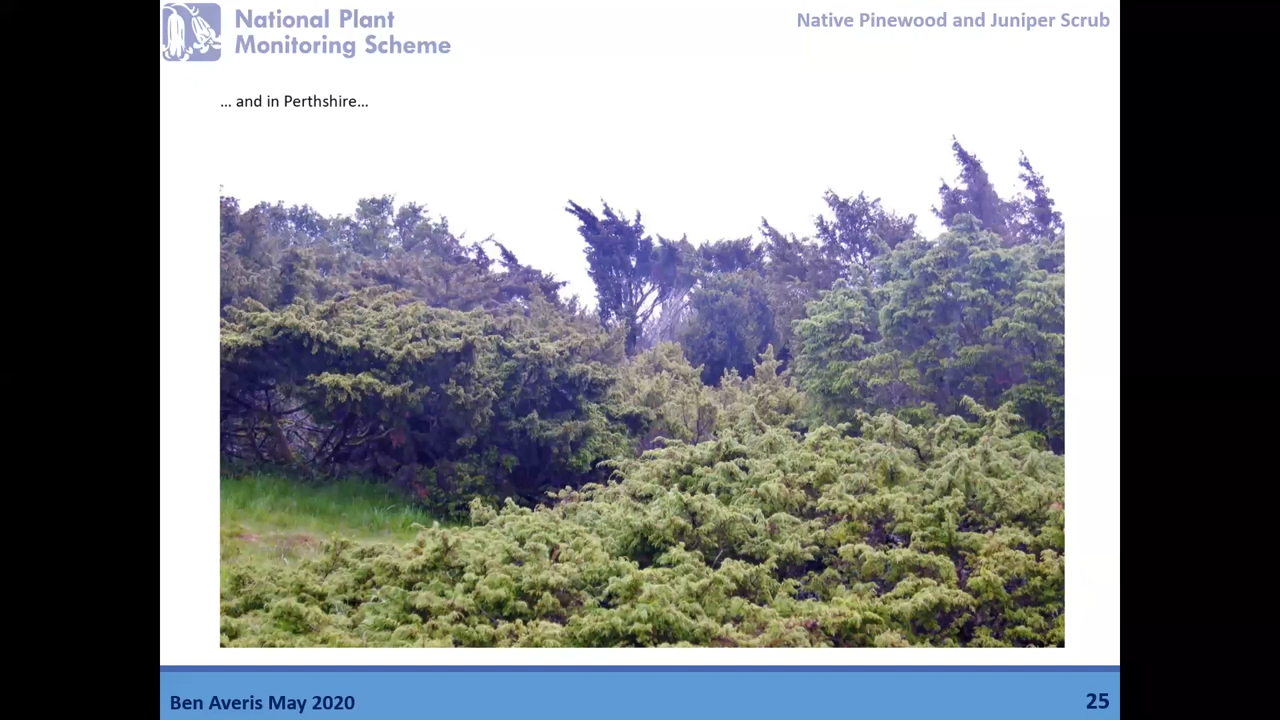 National Plant
Monitoring Scheme
Native Pinewood and Juniper Scrub
... and in Perthshire...
Ben Averis May 2020
25